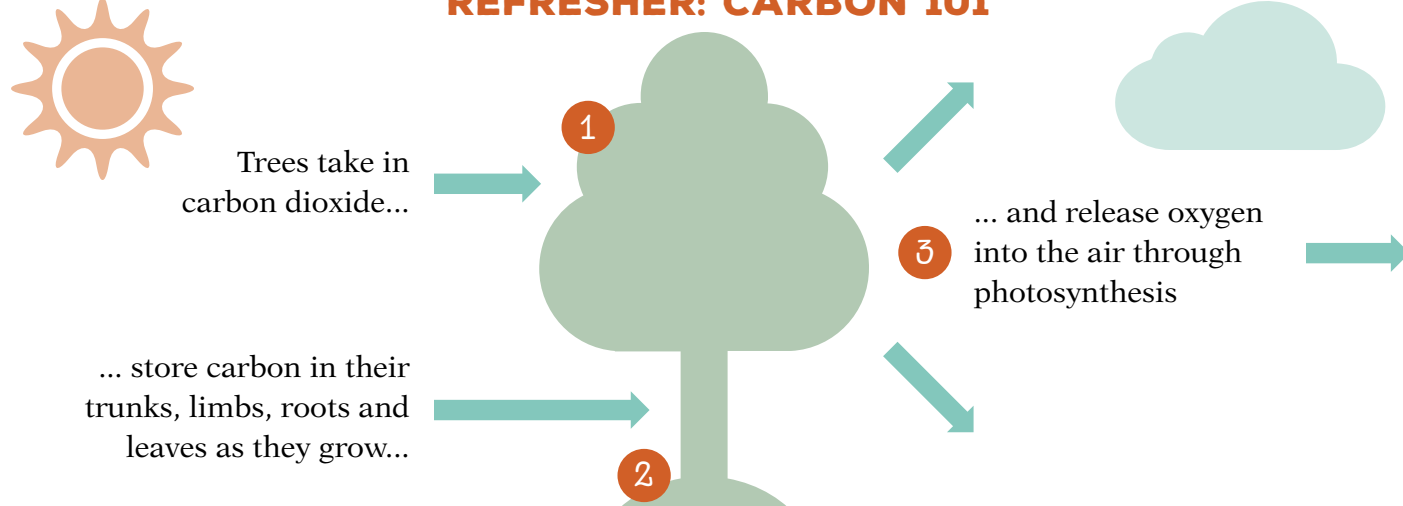 REFRESHER: CARBON 101
1
Trees take in
carbon dioxide...
... store carbon in their
trunks, limbs, roots and
leaves as they grow...
2
3
... and release oxygen
into the air through
photosynthesis